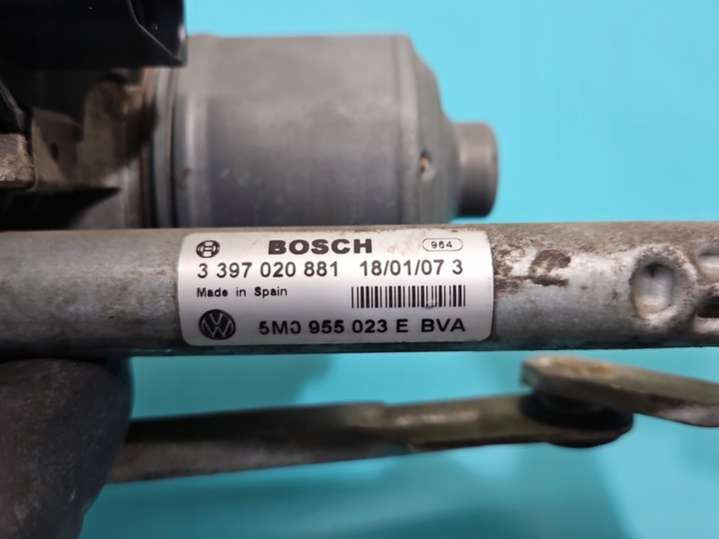 BOSCH 964
3 397 020 881 18/01/07 3
Made in Spain
5M0 955 023 E BVA